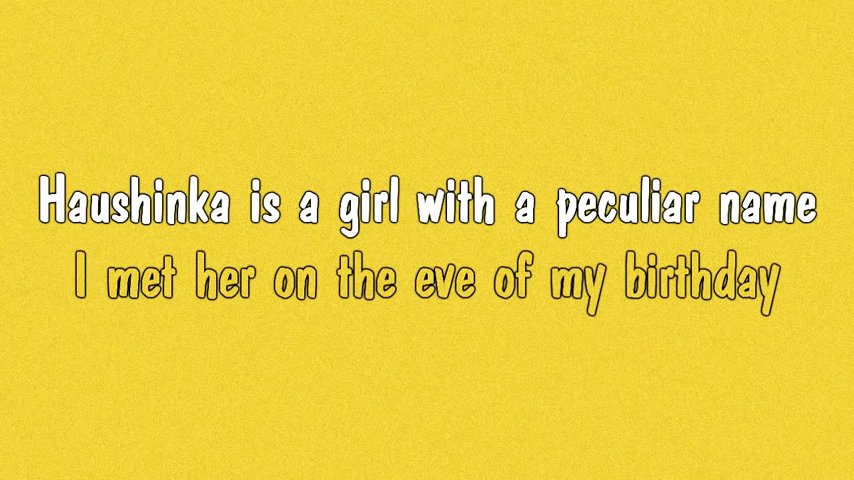 Haushinka is a girl with a peculiar name
I met her on the eve of my birthday